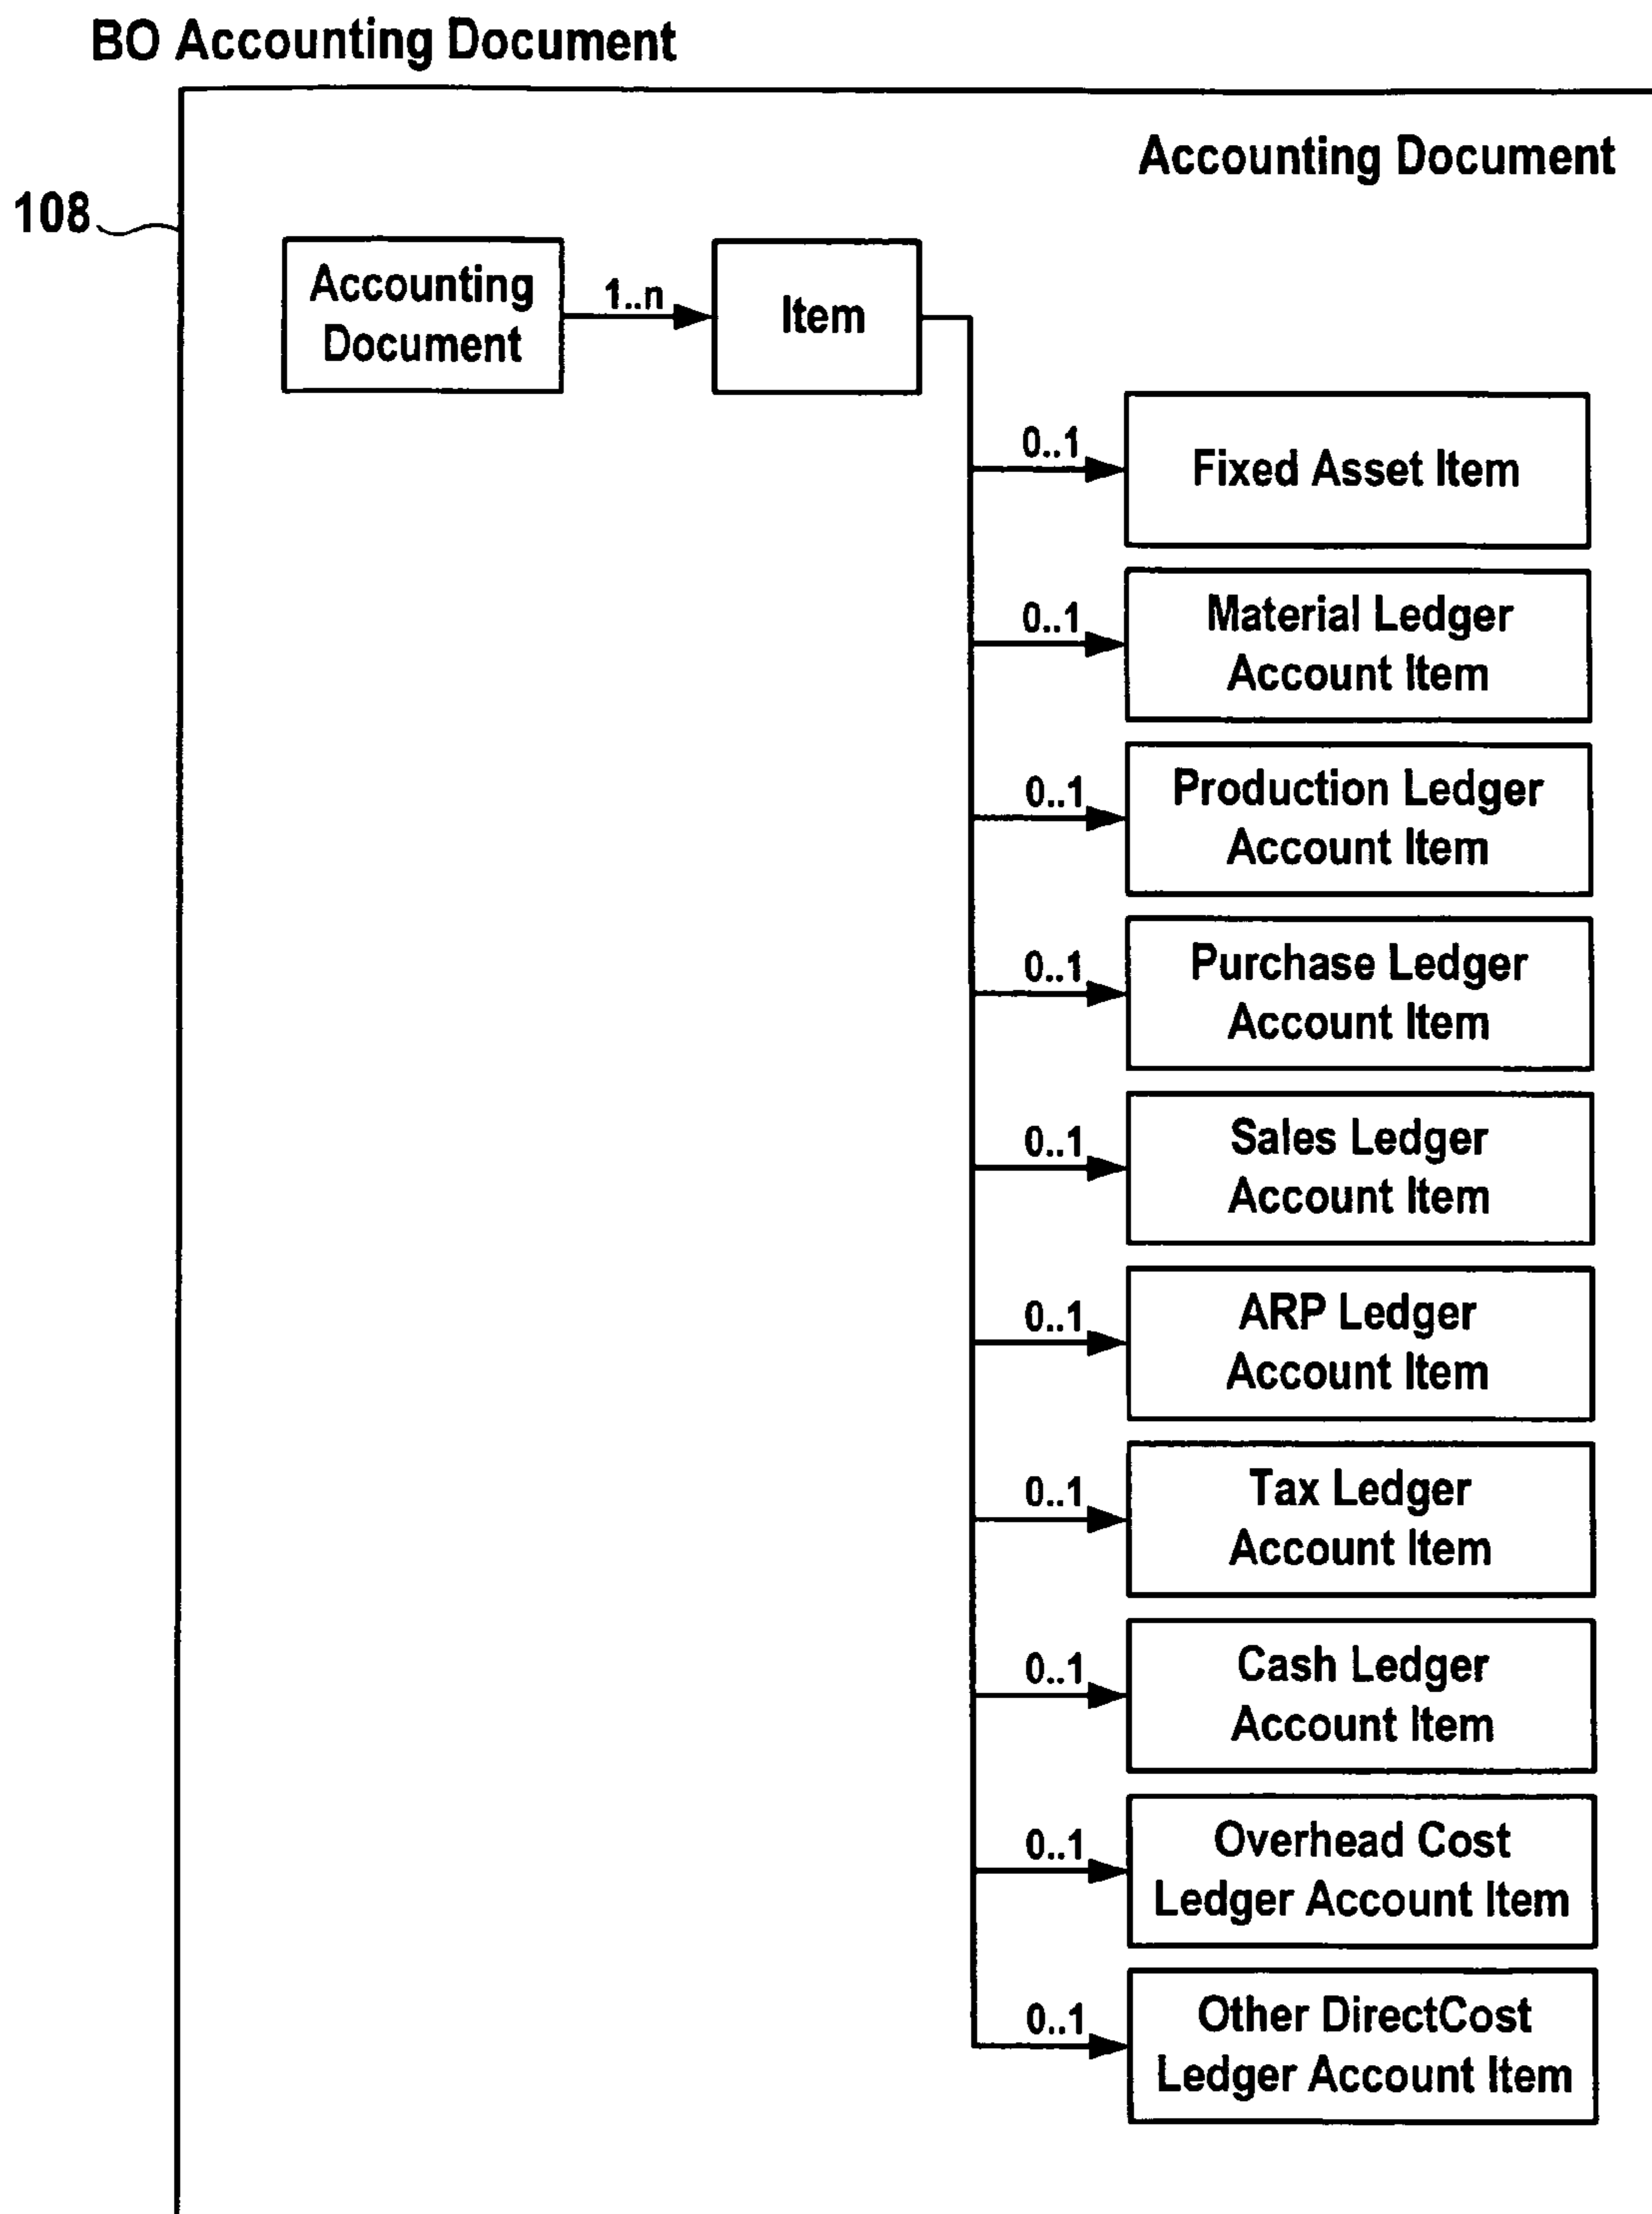 BO Accounting Document
Accounting Document
108
Accounting
Document
1..n
Item
0..1
Fixed Asset Item
0..1
Material Ledger
Account Item
0..1
Production Ledger
Account Item
0..1
Purchase Ledger
Account Item
0..1
Sales Ledger
Account Item
0..1
ARP Ledger
Account Item
0..1
Tax Ledger
Account Item
0..1
Cash Ledger
Account Item
0..1
Overhead Cost
Ledger Account Item
0..1
Other DirectCost
Ledger Account Item